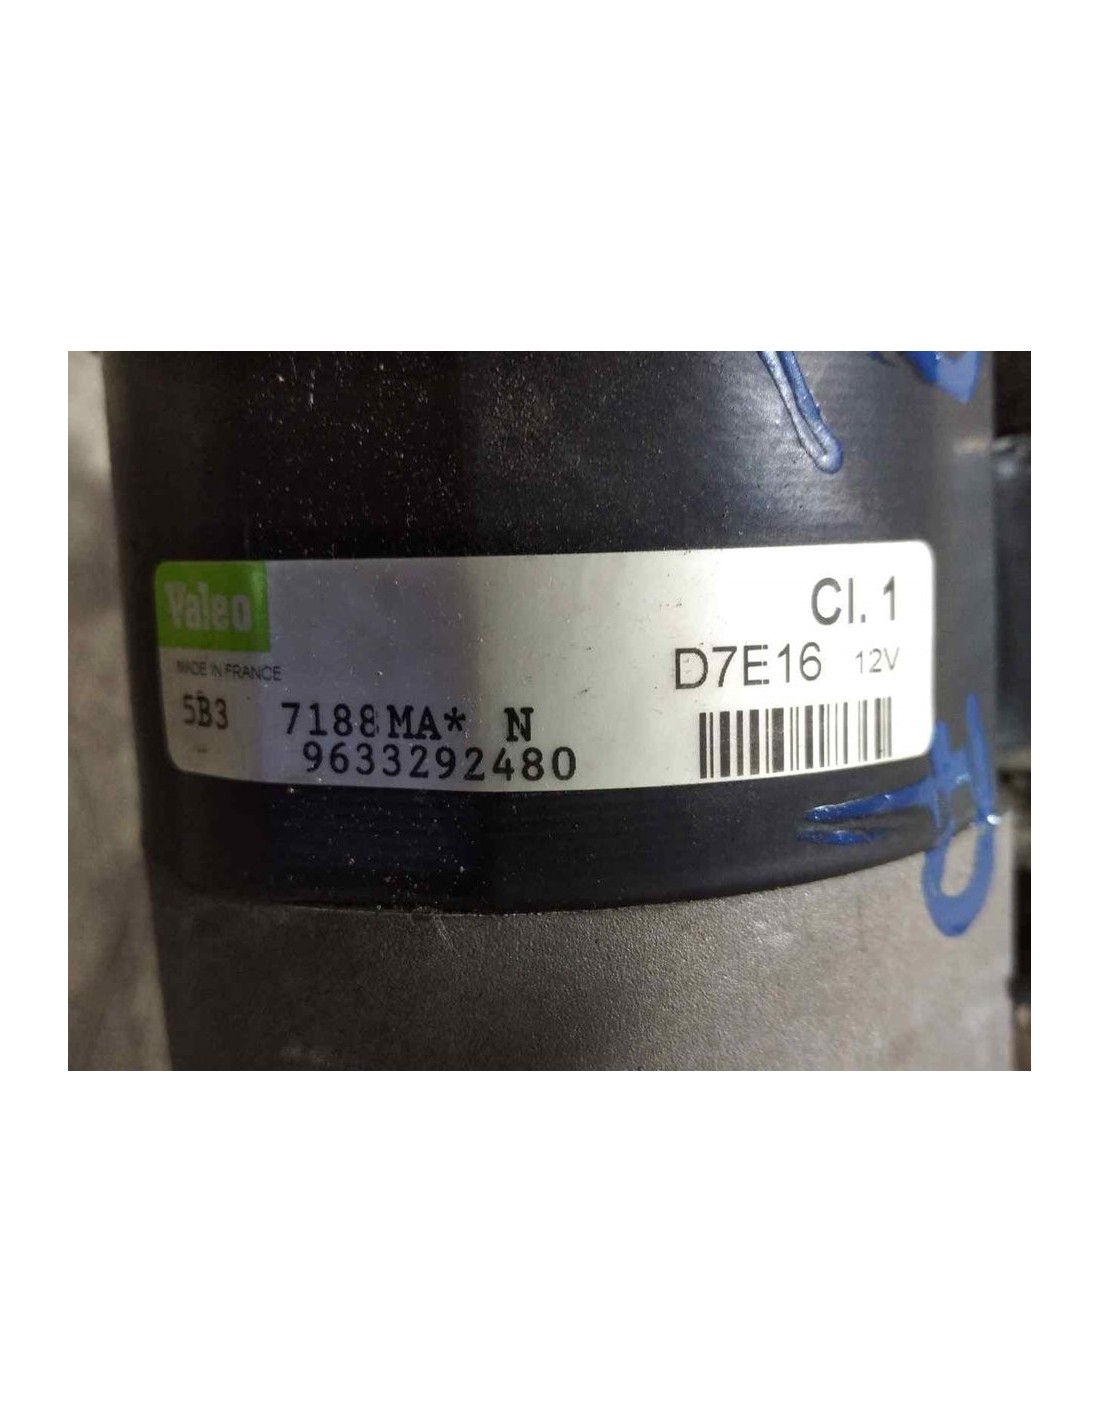 Valeo
Cl. 1
MADE IN FRANCE
D7E16 12V
5B3 7188MA* N
9633292480